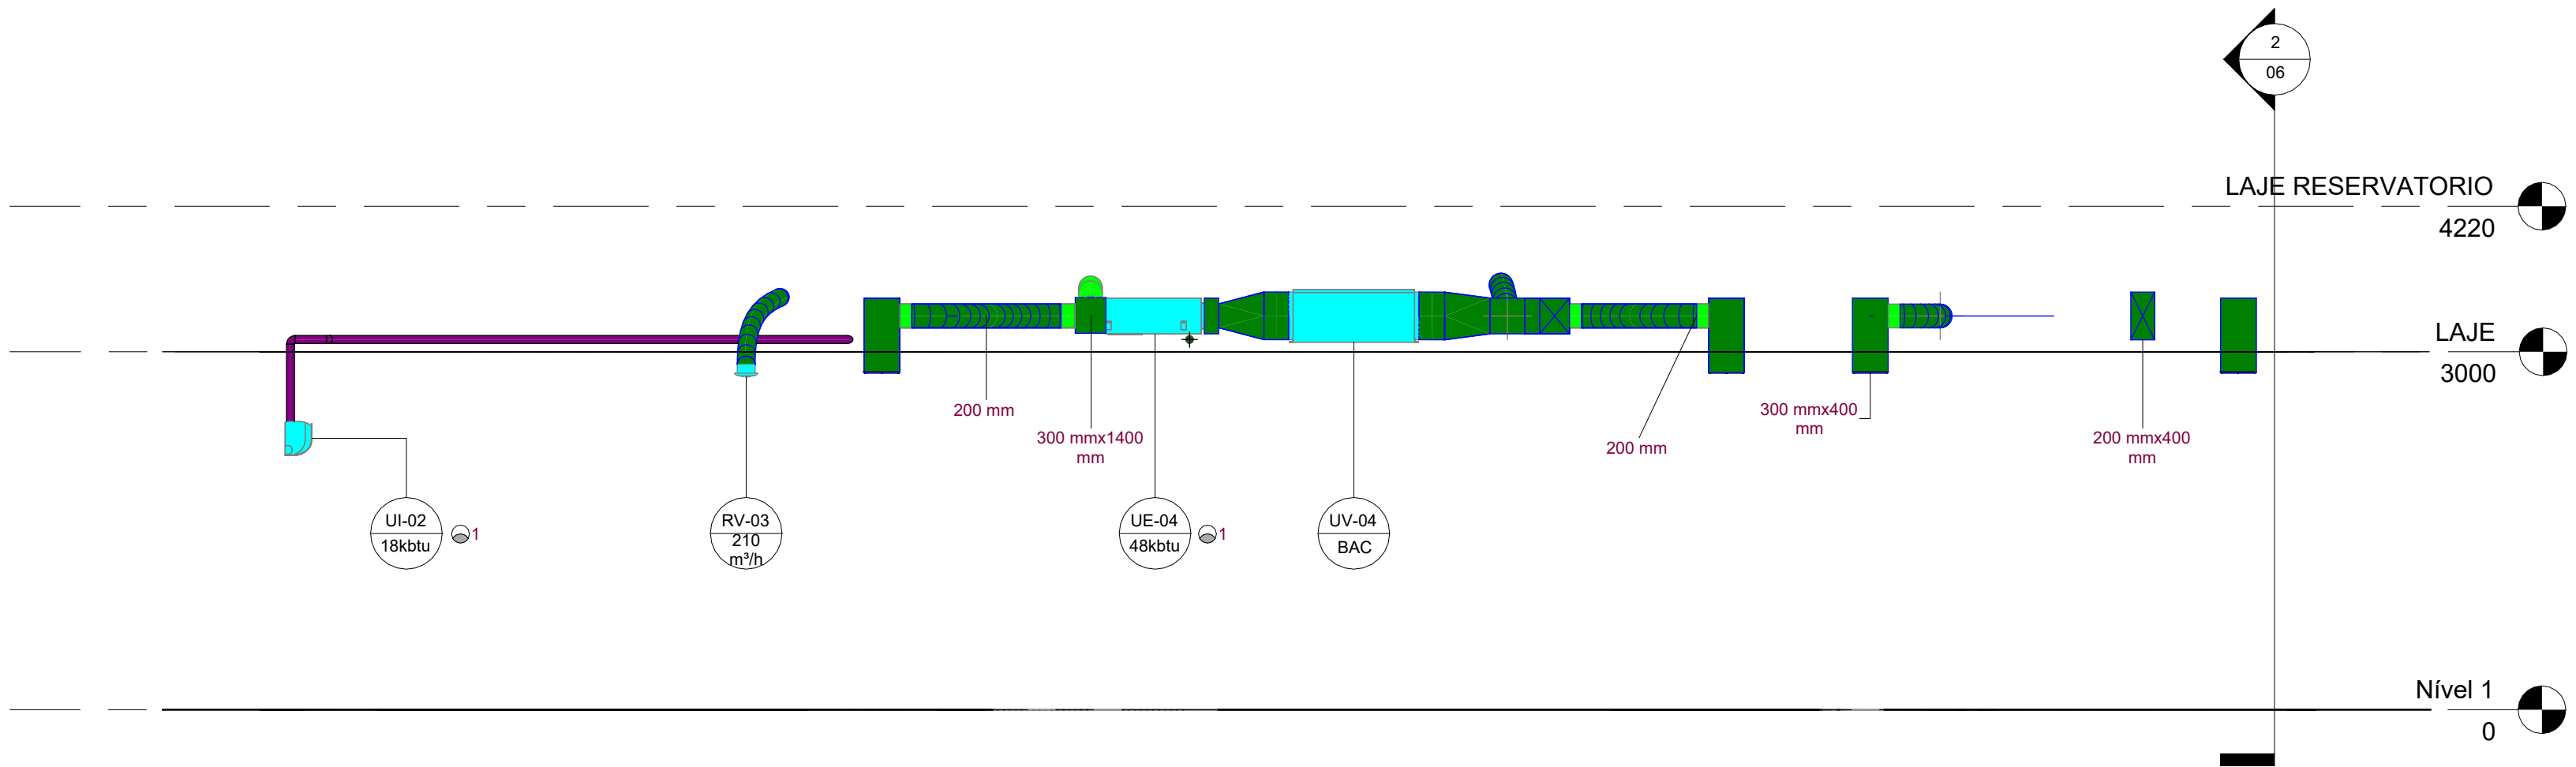 2
06
LAJE RESERVATORIO
4220
LAJE
3000
200 mm
300 mmx1400
mm
200 mm
300 mmx400
mm
200 mmx400
mm
UI-02
18kbtu
1
RV-03
210
m³/h
UE-04
48kbtu
1
UV-04
BAC
Nível 1
0